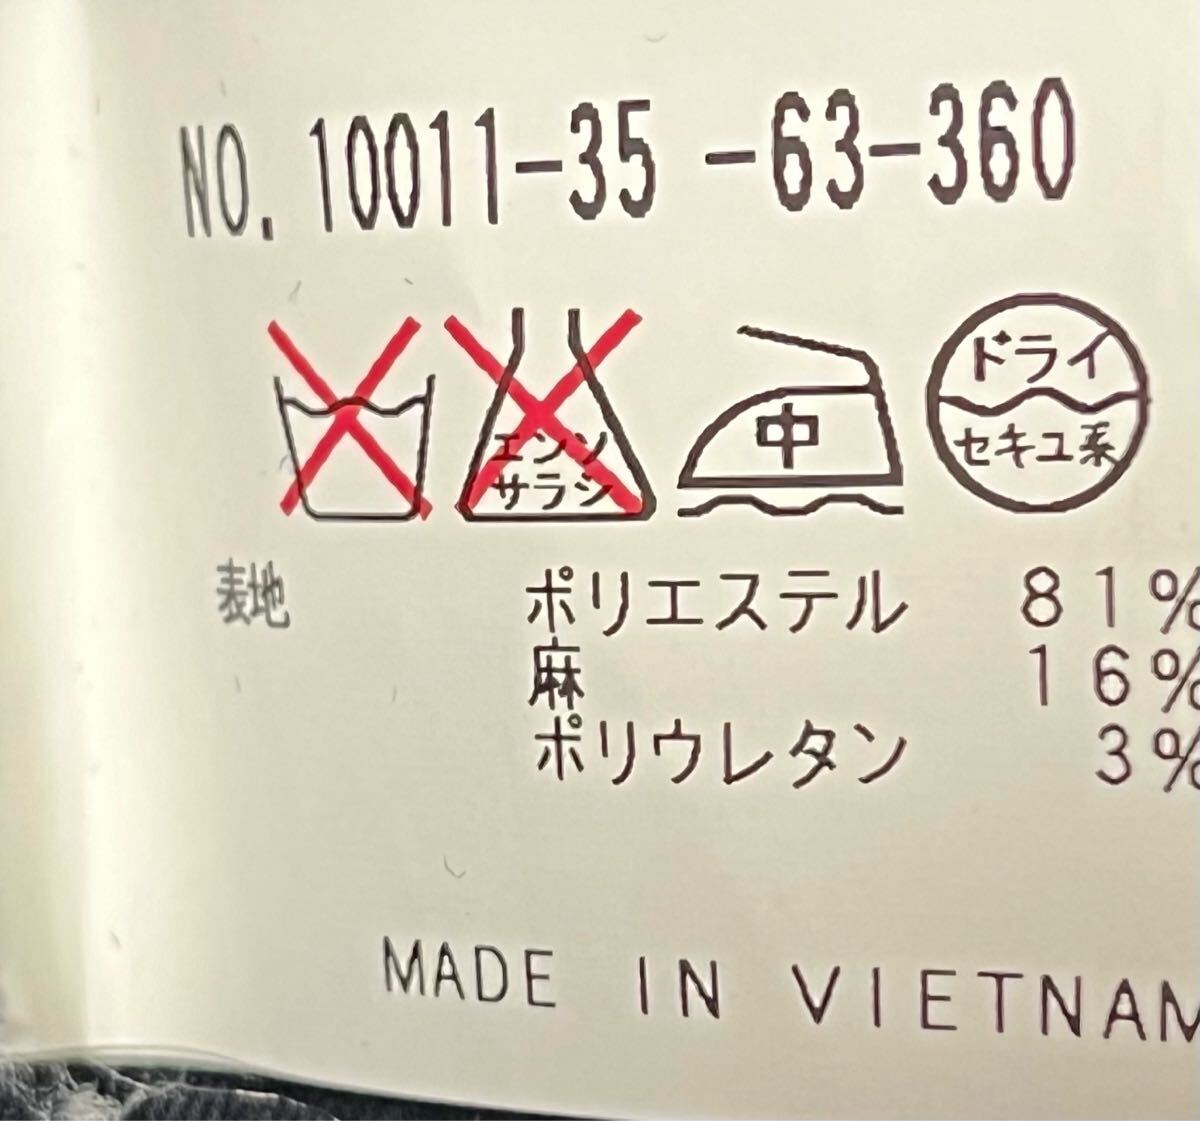 NO. 10011-35 -63-360
エンソ サラシ 中 ドライ セキユ系
表地 ポリエステル 81%
麻 16%
ポリウレタン 3%
MADE IN VIETNAM